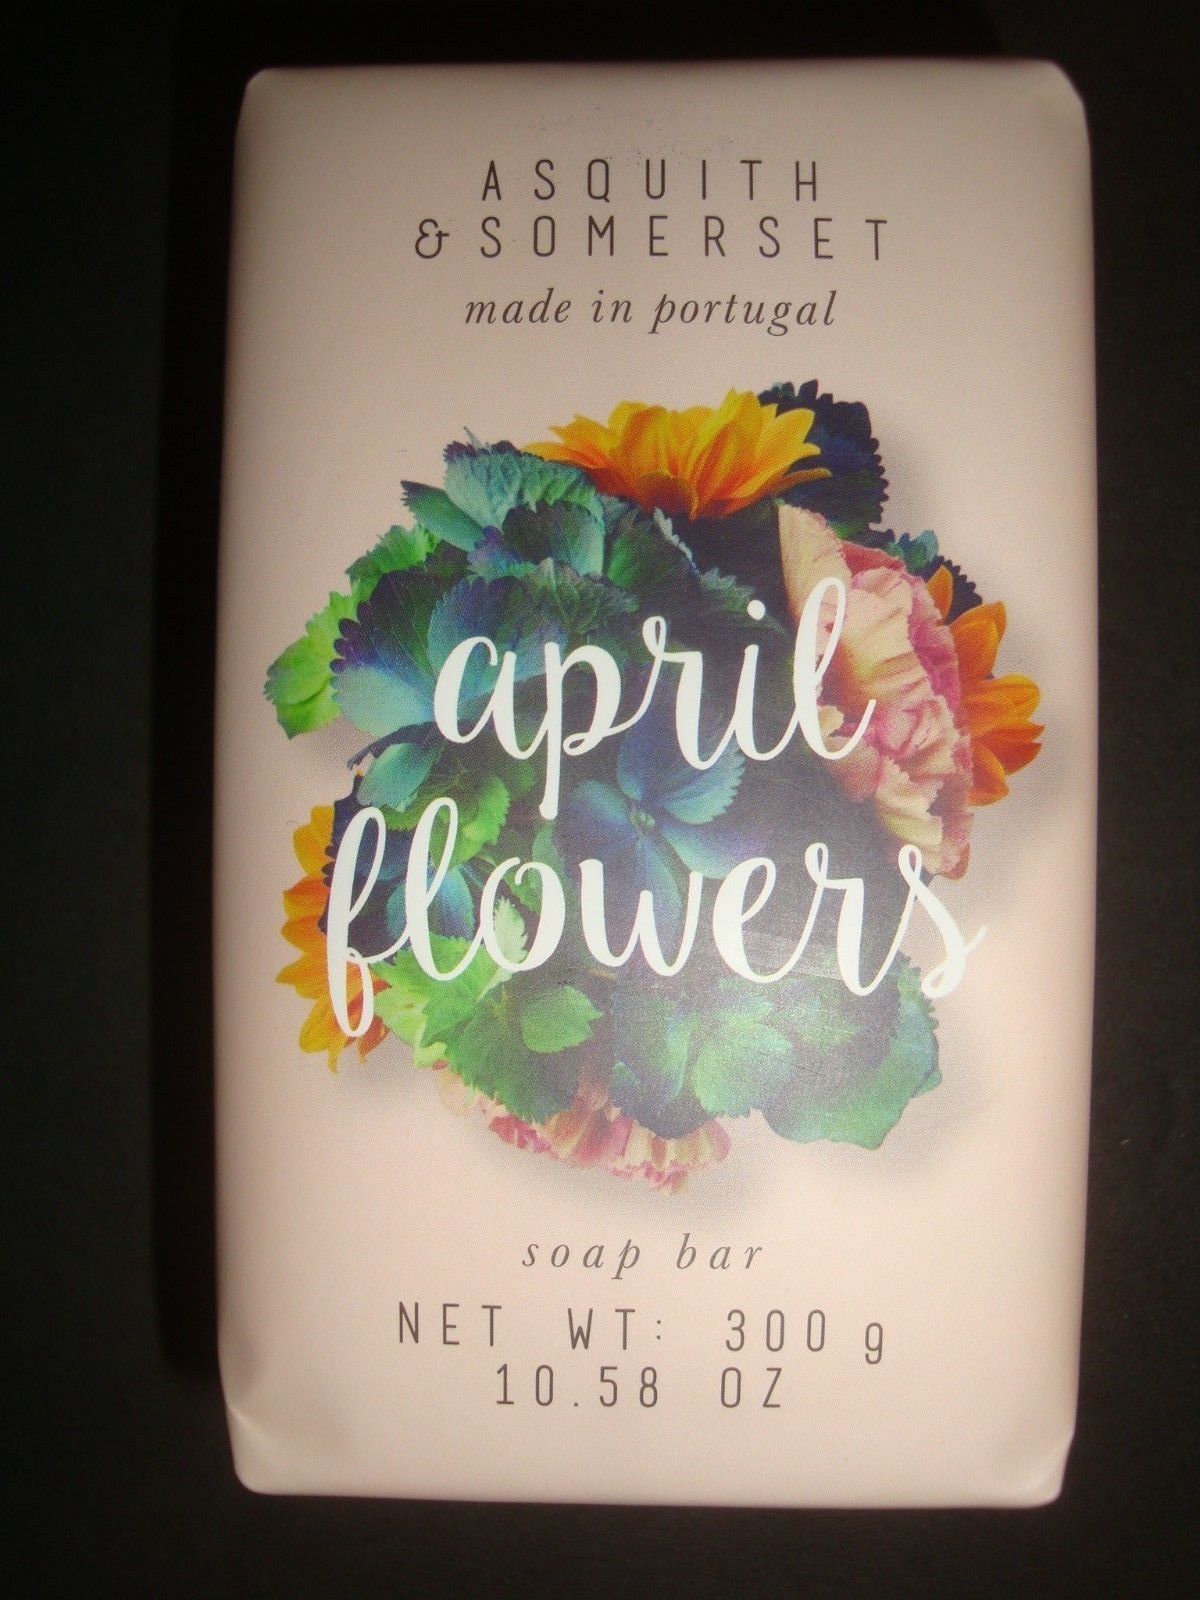 ASQUITH
& SOMERSET
made in portugal
april
flowers
soap bar
NET WT: 300 g
10.58 OZ